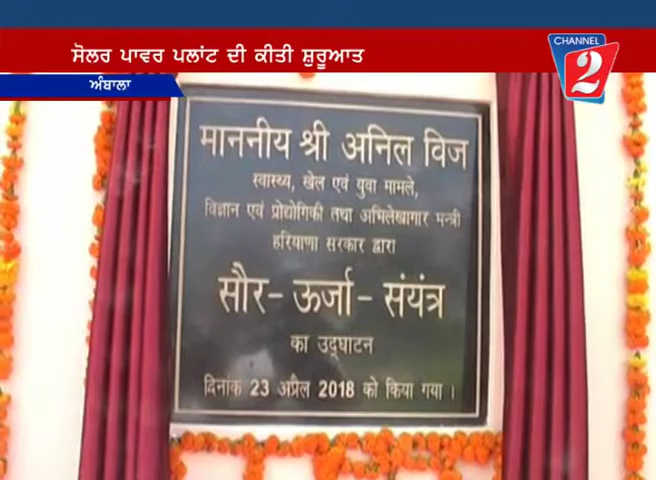 CHANNEL
2
ਸੋਲਰ ਪਾਵਰ ਪਲਾਂਟ ਦੀ ਕੀਤੀ ਸ਼ੁਰੂਆਤ
ਅੰਬਾਲਾ
माननीय श्री अनिल विज
स्वास्थ्य, खेल एवं युवा मामले,
विज्ञान एवं प्रोद्योगिकी तथा अभिलेखागार मन्त्री
हरियाणा सरकार द्वारा
सौर- ऊर्जा - संयंत्र
का उद्‌घाटन
दिनांक 23 अप्रैल 2018 को किया गया ।